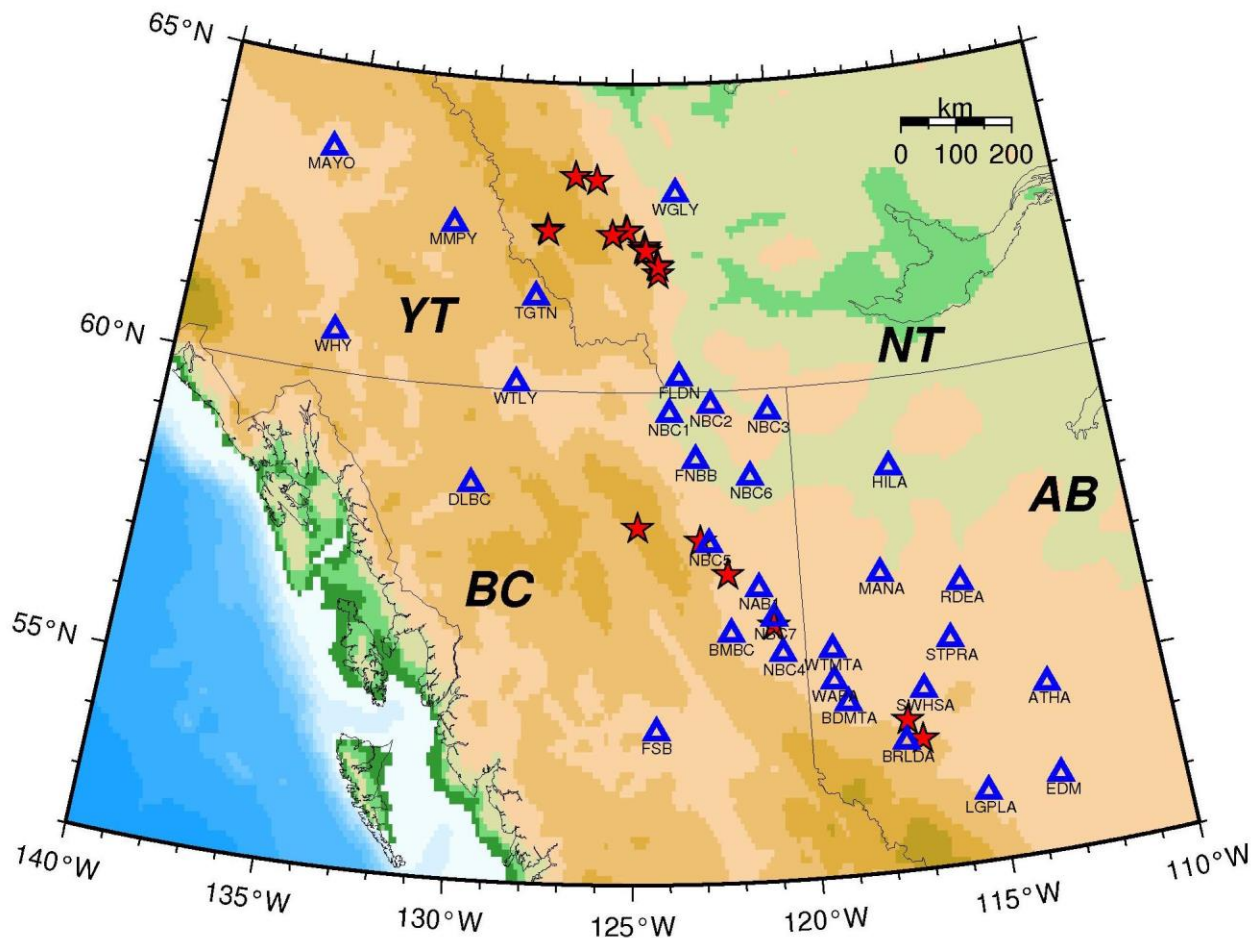 65°N
km
0 100 200
MAYO
WGLY
MMPY
TGTN
YT
60°N
NT
WHY
WTLY
FLDN
NBC2
NBC1
NBC3
FNBB
NBC6
HILA
DLBC
AB
NBC5
BC
MANA
RDEA
NAB1
NBC7
55°N
BMBC
NBC4
WTMTA
STPRA
WAPA
SWHSA
ATHA
BDMTA
FSB
BRLDA
EDM
LGPLA
140°W
135°W
130°W
125°W
120°W
115°W
110°W